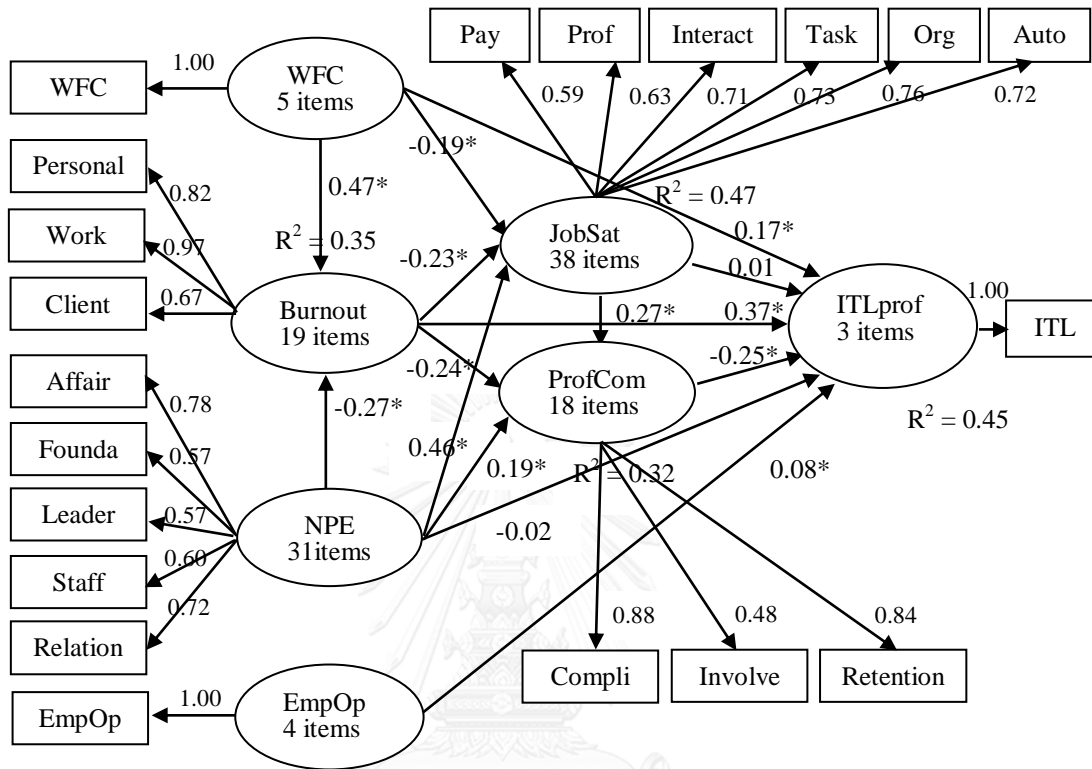 Pay Prof Interact Task Org Auto
WFC 1.00 WFC
5 items
0.59 0.63 0.71 0.73 0.76 0.72
Personal 0.82
-0.19*
0.47*
R² = 0.47
Work 0.97
R² = 0.35
JobSat
38 items
0.17*
-0.23*
0.01
Client 0.67
Burnout
19 items
0.27* 0.37*
ITLprof
3 items
1.00 ITL
Affair 0.78
-0.24*
ProfCom
18 items
-0.25*
-0.27*
R² = 0.45
Founda 0.57
0.46* 0.19* R² = 0.32 0.08*
Leader 0.57
NPE
31items
-0.02
Staff 0.60
Relation 0.72
0.88 0.48 0.84
Compli Involve Retention
EmpOp 1.00 EmpOp
4 items